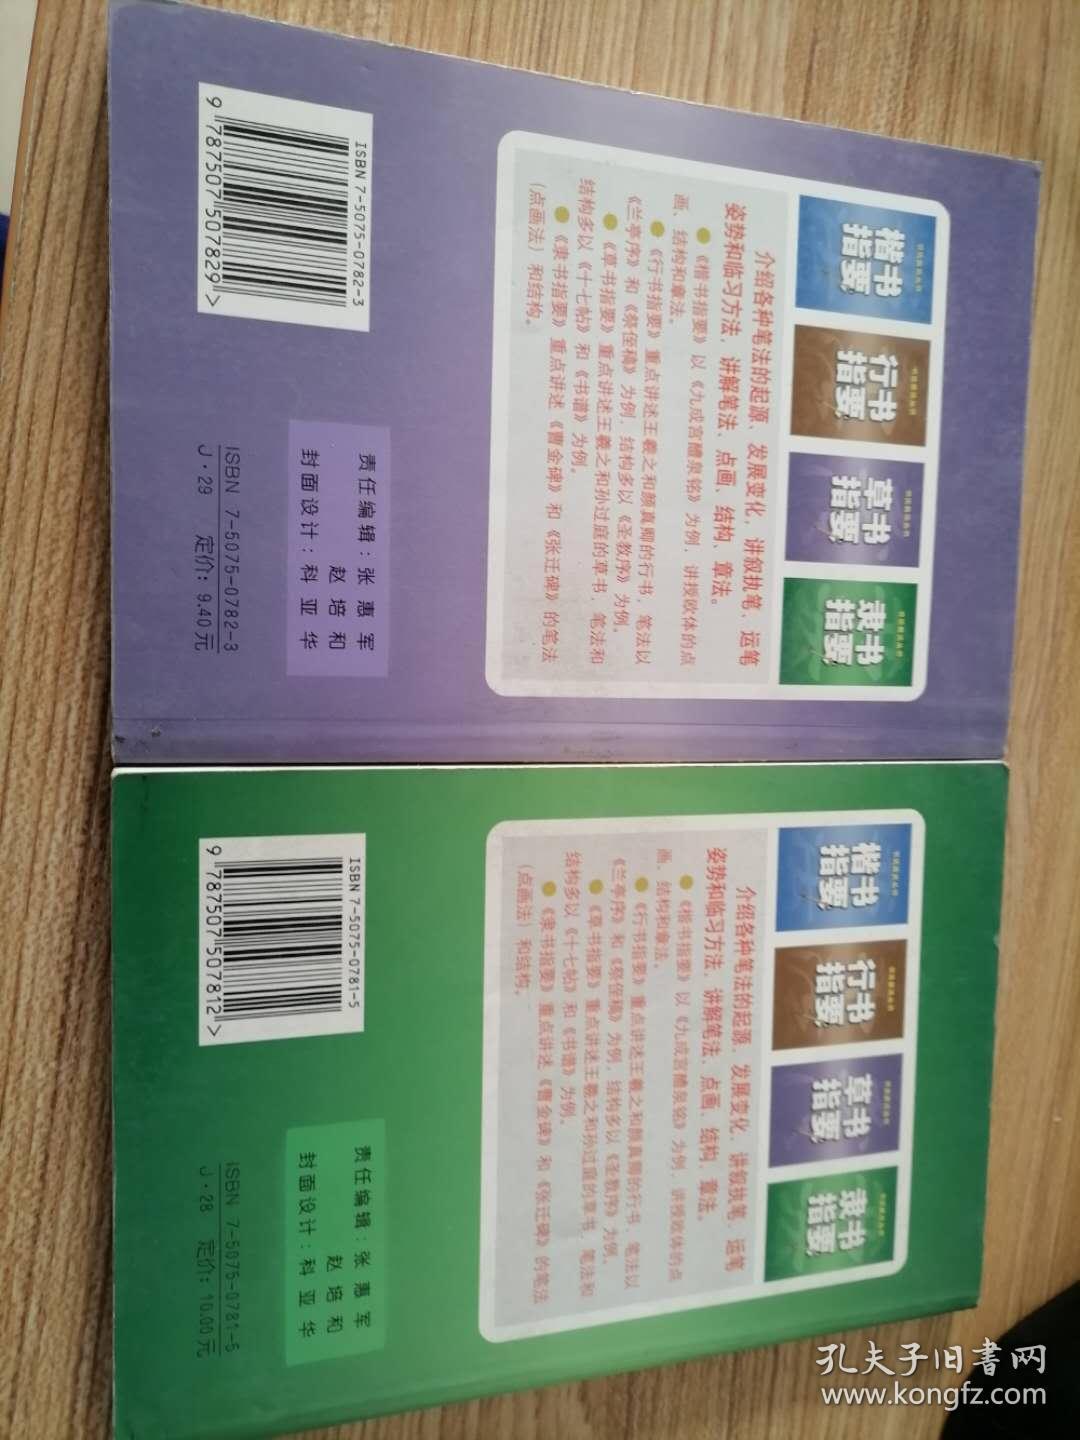 楷书
指要
行书
指要
草书
指要
隶书
指要
介绍各种笔法的起源、发展变化，讲叙执笔、运笔
姿势和临习方法，讲解笔法、点画、结构、章法。
●《楷书指要》以《九成宫醴泉铭》为例，讲授欧体的点
画、结构和章法。
●《行书指要》重点讲述王羲之和颜真卿的行书，笔法以
《兰亭序》和《祭侄稿》为例，结构多以《圣教序》为例。
●《草书指要》重点讲述王羲之和孙过庭的草书，笔法和
结构多以《十七帖》和《书谱》为例。
●《隶书指要》重点讲述《曹全碑》和《张迁碑》的笔法
（点画法）和结构。
ISBN 7-5075-0782-3
9 787507 507829 >
责任编辑：张惠军
赵培和
封面设计：科亚华
ISBN 7-5075-0782-3
J·29 定价：9.40元
楷书
指要
行书
指要
草书
指要
隶书
指要
介绍各种笔法的起源、发展变化，讲叙执笔、运笔
姿势和临习方法，讲解笔法、点画、结构、章法。
●《楷书指要》以《九成宫醴泉铭》为例，讲授欧体的点
画、结构和章法。
●《行书指要》重点讲述王羲之和颜真卿的行书，笔法以
《兰亭序》和《祭侄稿》为例，结构多以《圣教序》为例。
●《草书指要》重点讲述王羲之和孙过庭的草书，笔法和
结构多以《十七帖》和《书谱》为例。
●《隶书指要》重点讲述《曹全碑》和《张迁碑》的笔法
（点画法）和结构。
ISBN 7-5075-0781-5
9 787507 507812 >
责任编辑：张惠军
赵培和
封面设计：科亚华
ISBN 7-5075-0781-5
J·28 定价：10.00元
孔夫子旧書网
www.kongfz.com